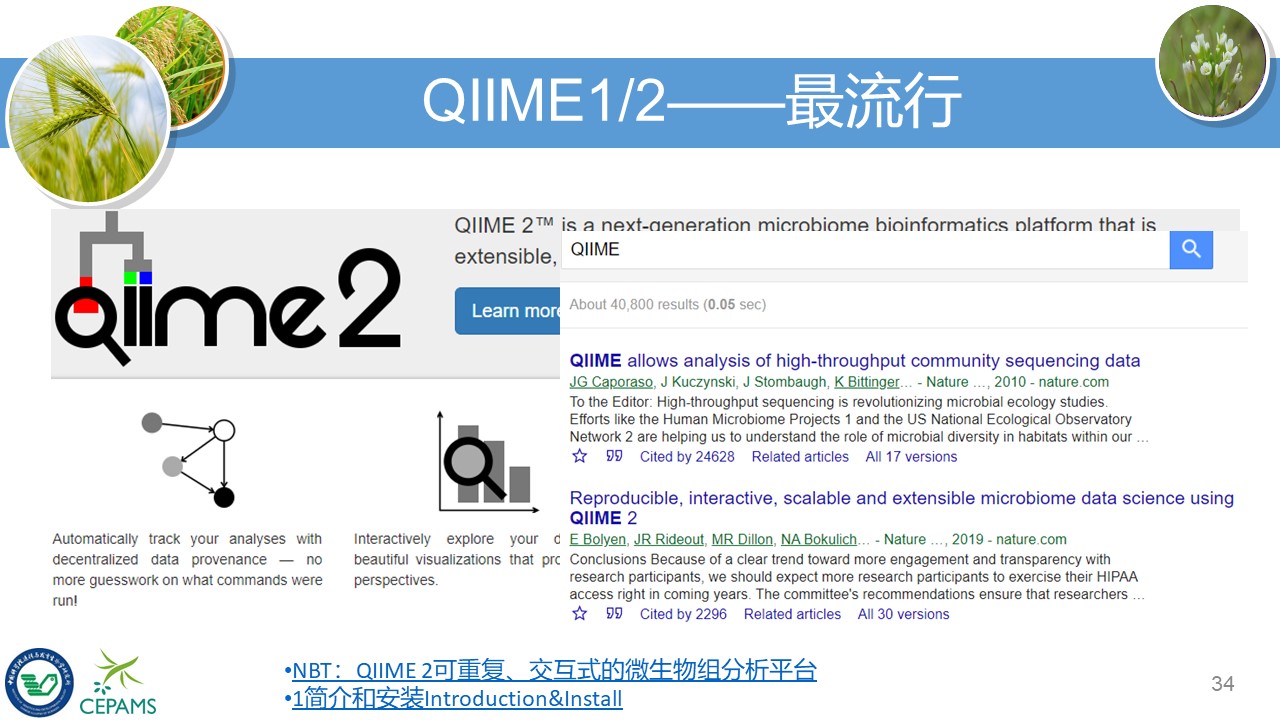 QIIME1/2——最流行
qiime2
QIIME 2™ is a next-generation microbiome bioinformatics platform that is
extensible,
Learn more
QIIME
About 40,800 results (0.05 sec)
QIIME allows analysis of high-throughput community sequencing data
JG Caporaso, J Kuczynski, J Stombaugh, K Bittinger… - Nature …, 2010 - nature.com
To the Editor: High-throughput sequencing is revolutionizing microbial ecology studies.
Efforts like the Human Microbiome Projects 1 and the US National Ecological Observatory
Network 2 are helping us to understand the role of microbial diversity in habitats within our …
Cited by 24628 Related articles All 17 versions
Reproducible, interactive, scalable and extensible microbiome data science using
QIIME 2
E Bolyen, JR Rideout, MR Dillon, NA Bokulich… - Nature …, 2019 - nature.com
Conclusions Because of a clear trend toward more engagement and transparency with
research participants, we should expect more research participants to exercise their HIPAA
access right in coming years. The committee's recommendations ensure that researchers …
Cited by 2296 Related articles All 30 versions
Automatically track your analyses with
decentralized data provenance — no
more guesswork on what commands were
run!
Interactively explore your d
beautiful visualizations that pro
perspectives.
CEPAMS
•NBT：QIIME 2可重复、交互式的微生物组分析平台
•1简介和安装Introduction&Install
34